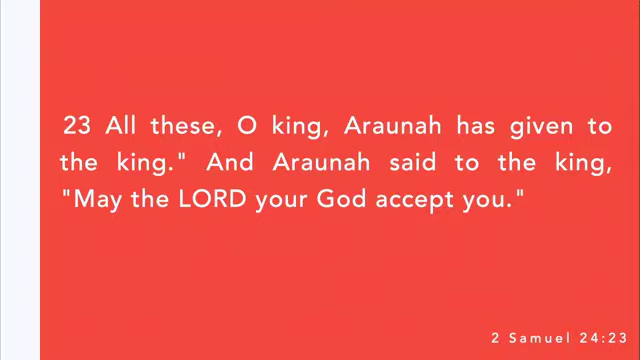 23 All these, O king, Araunah has given to
the king." And Araunah said to the king,
"May the LORD your God accept you."
2 Samuel 24:23